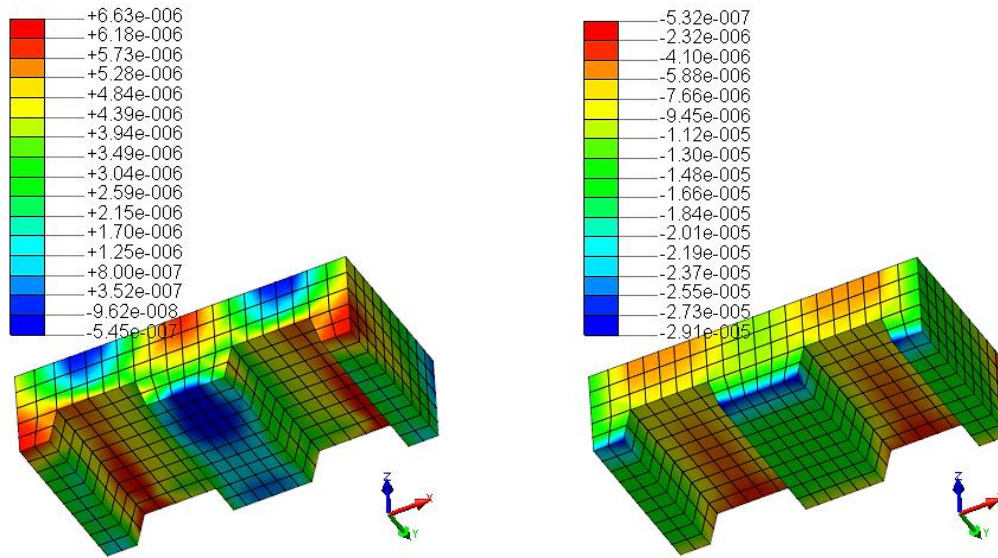 +6.63e-006
+6.18e-006
+5.73e-006
+5.28e-006
+4.84e-006
+4.39e-006
+3.94e-006
+3.49e-006
+3.04e-006
+2.59e-006
+2.15e-006
+1.70e-006
+1.25e-006
+8.00e-007
+3.52e-007
-9.62e-008
-5.45e-007
Z
X
Y
-5.32e-007
-2.32e-006
-4.10e-006
-5.88e-006
-7.66e-006
-9.45e-006
-1.12e-005
-1.30e-005
-1.48e-005
-1.66e-005
-1.84e-005
-2.01e-005
-2.19e-005
-2.37e-005
-2.55e-005
-2.73e-005
-2.91e-005
Z
Y